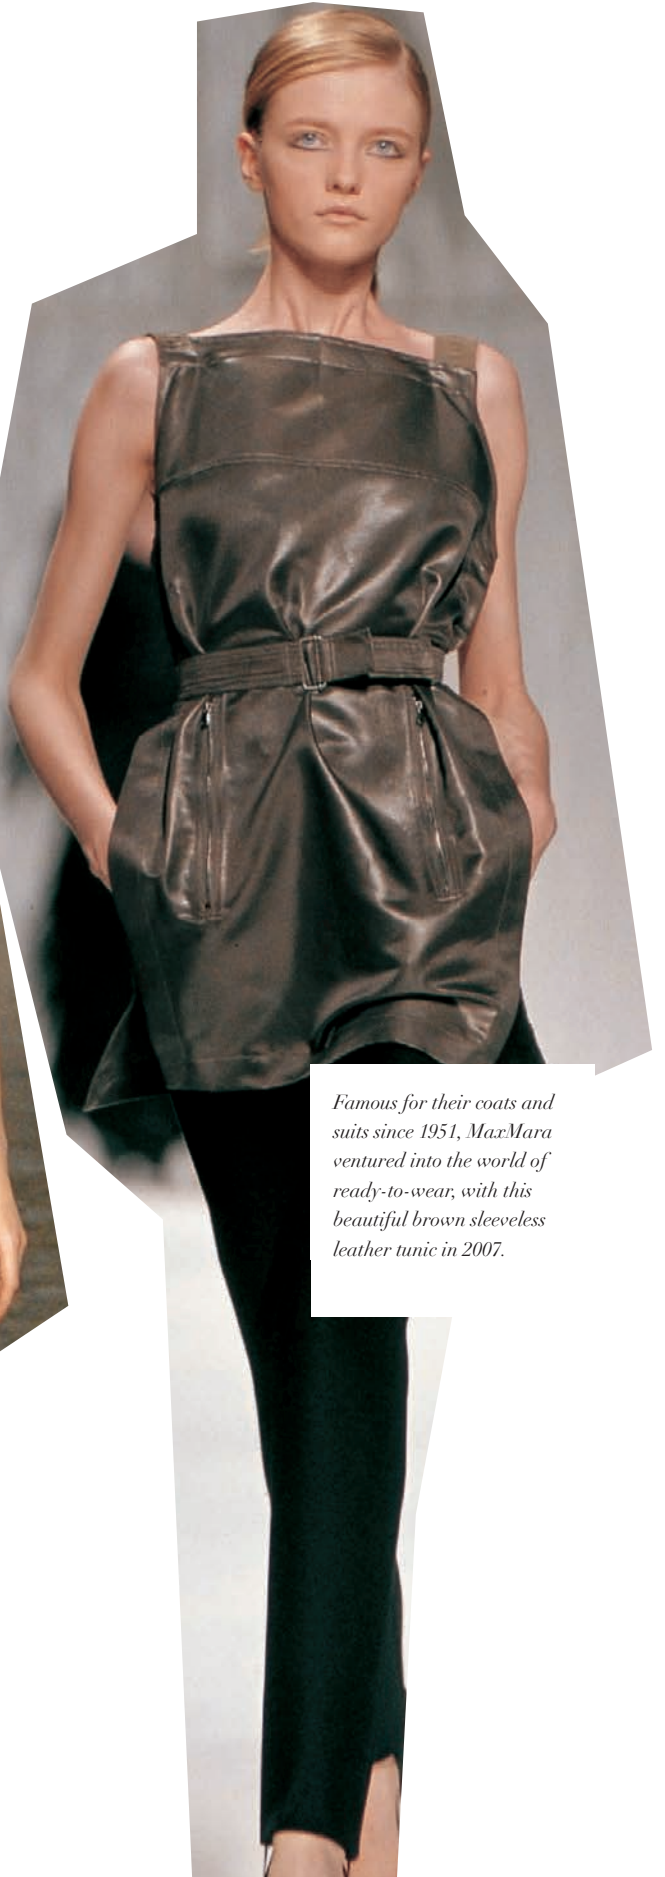 Famous for their coats and
suits since 1951, MaxMara
ventured into the world of
ready-to-wear, with this
beautiful brown sleeveless
leather tunic in 2007.